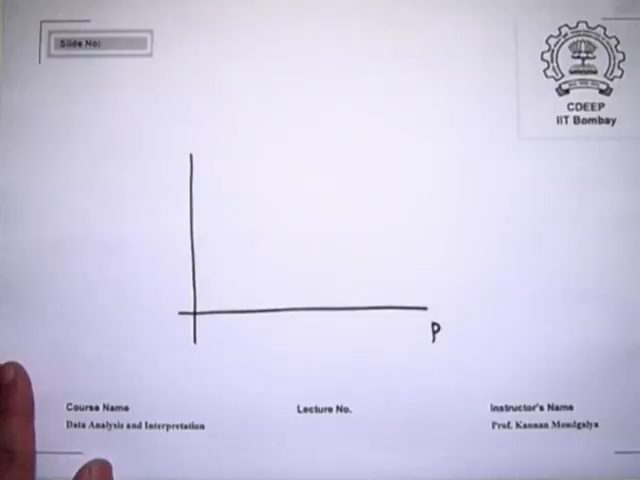 Slide No:
CDEEP
IIT Bombay
P
Course Name
Lecture No.
Instructor's Name
Data Analysis and Interpretation
Prof. Kannan Moudgalya